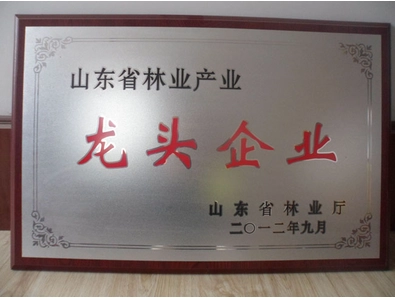 山东省林业产业
龙头企业
山东省林业厅
二〇一二年九月